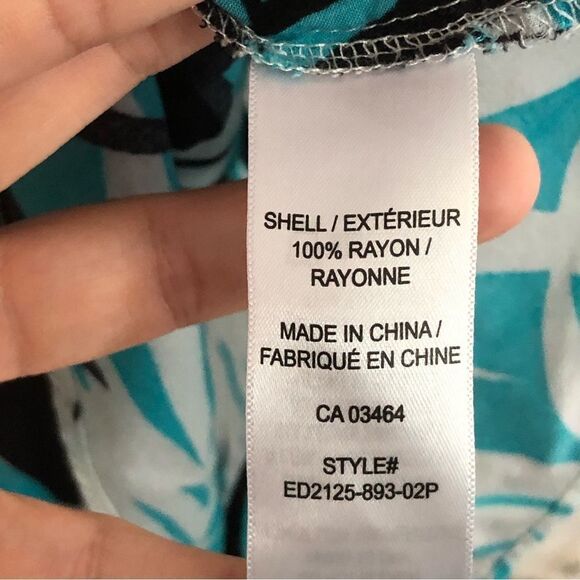 SHELL / EXTÉRIEUR
100% RAYON /
RAYONNE
MADE IN CHINA /
FABRIQUÉ EN CHINE
CA 03464
STYLE#
ED2125-893-02P